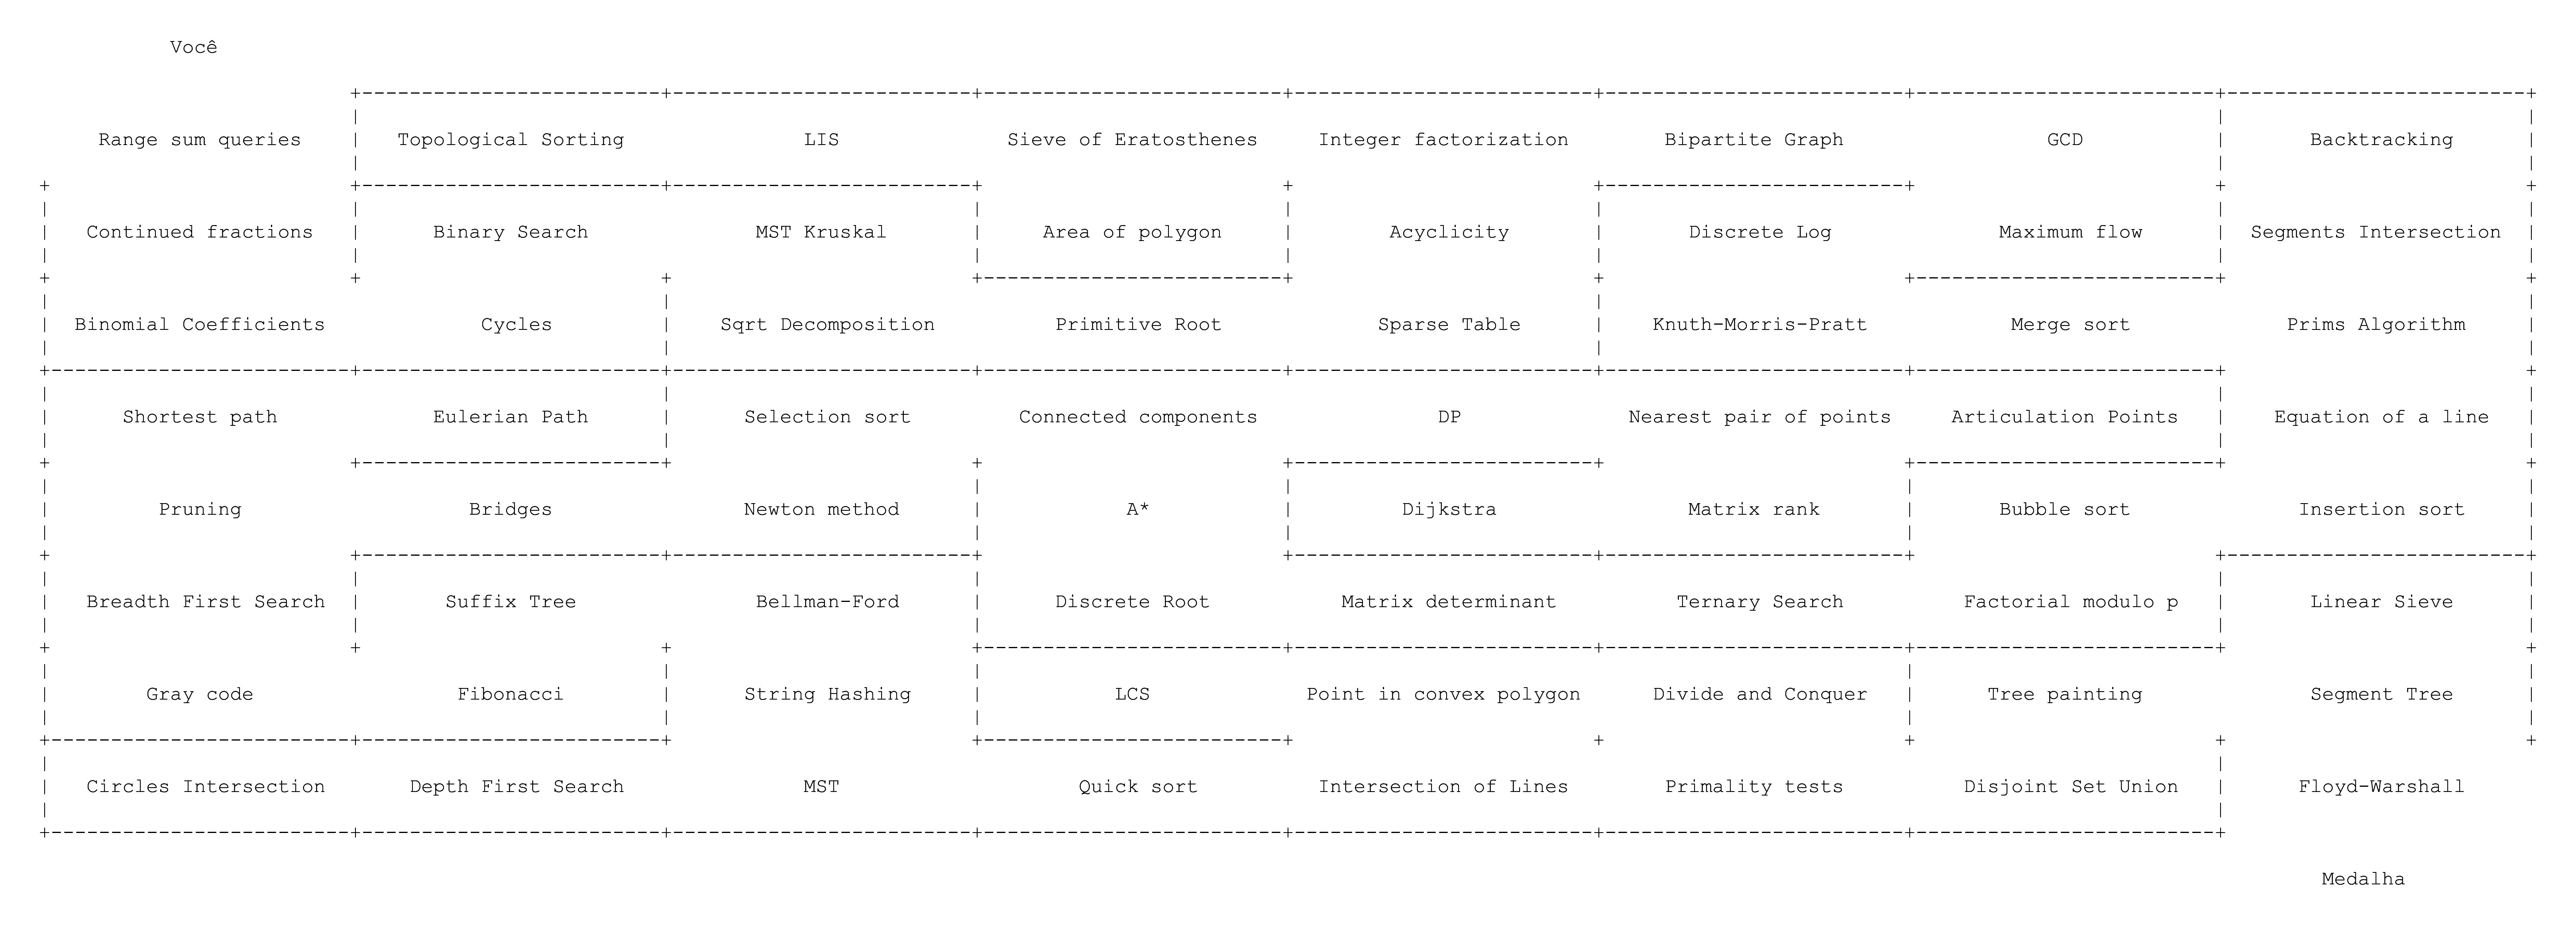 Você
Range sum queries Topological Sorting LIS Sieve of Eratosthenes Integer factorization Bipartite Graph GCD Backtracking
Continued fractions Binary Search MST Kruskal Area of polygon Acyclicity Discrete Log Maximum flow Segments Intersection
Binomial Coefficients Cycles Sqrt Decomposition Primitive Root Sparse Table Knuth-Morris-Pratt Merge sort Prims Algorithm
Shortest path Eulerian Path Selection sort Connected components DP Nearest pair of points Articulation Points Equation of a line
Pruning Bridges Newton method A* Dijkstra Matrix rank Bubble sort Insertion sort
Breadth First Search Suffix Tree Bellman-Ford Discrete Root Matrix determinant Ternary Search Factorial modulo p Linear Sieve
Gray code Fibonacci String Hashing LCS Point in convex polygon Divide and Conquer Tree painting Segment Tree
Circles Intersection Depth First Search MST Quick sort Intersection of Lines Primality tests Disjoint Set Union Floyd-Warshall
Medalha